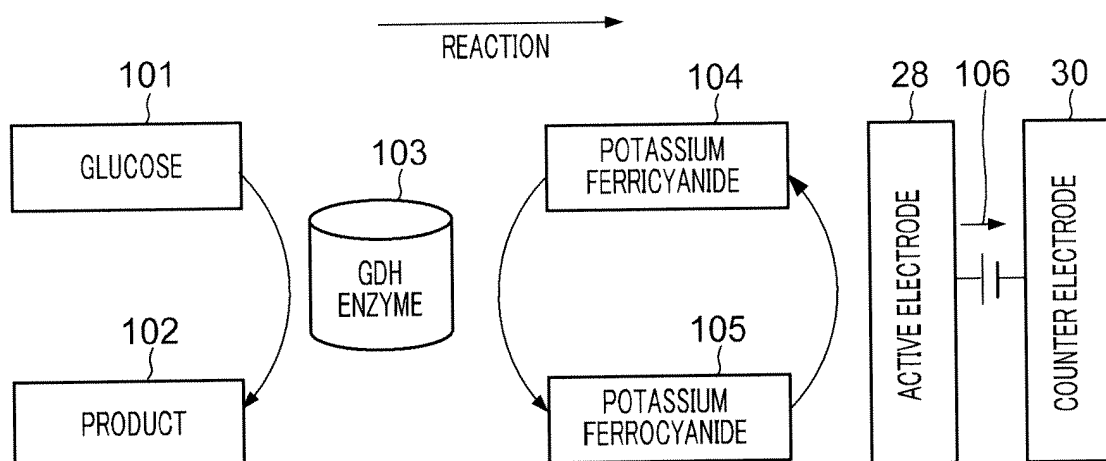 REACTION
101
GLUCOSE
103
GDH
ENZYME
102
PRODUCT
104
POTASSIUM
FERRICYANIDE
105
POTASSIUM
FERROCYANIDE
28
ACTIVE ELECTRODE
106
30
COUNTER ELECTRODE